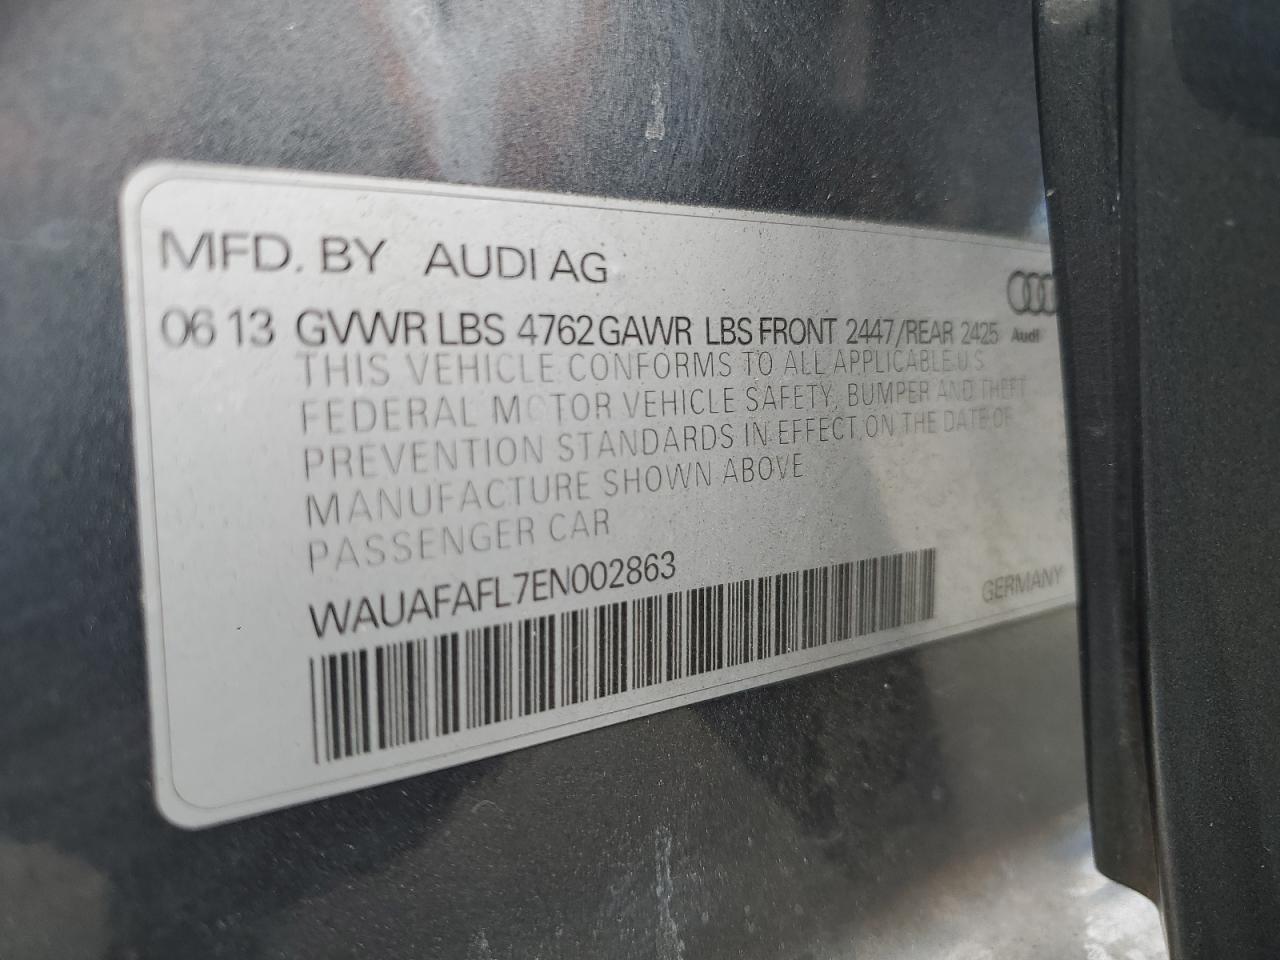 MFD. BY AUDI AG
06 13 GVWR LBS 4762 GAWR LBS FRONT 2447/REAR 2425 Audi
THIS VEHICLE CONFORMS TO ALL APPLICABLE U.S.
FEDERAL MOTOR VEHICLE SAFETY, BUMPER AND THEFT
PREVENTION STANDARDS IN EFFECT ON THE DATE OF
MANUFACTURE SHOWN ABOVE
PASSENGER CAR
WAUAFAFL7EN002863
GERMANY